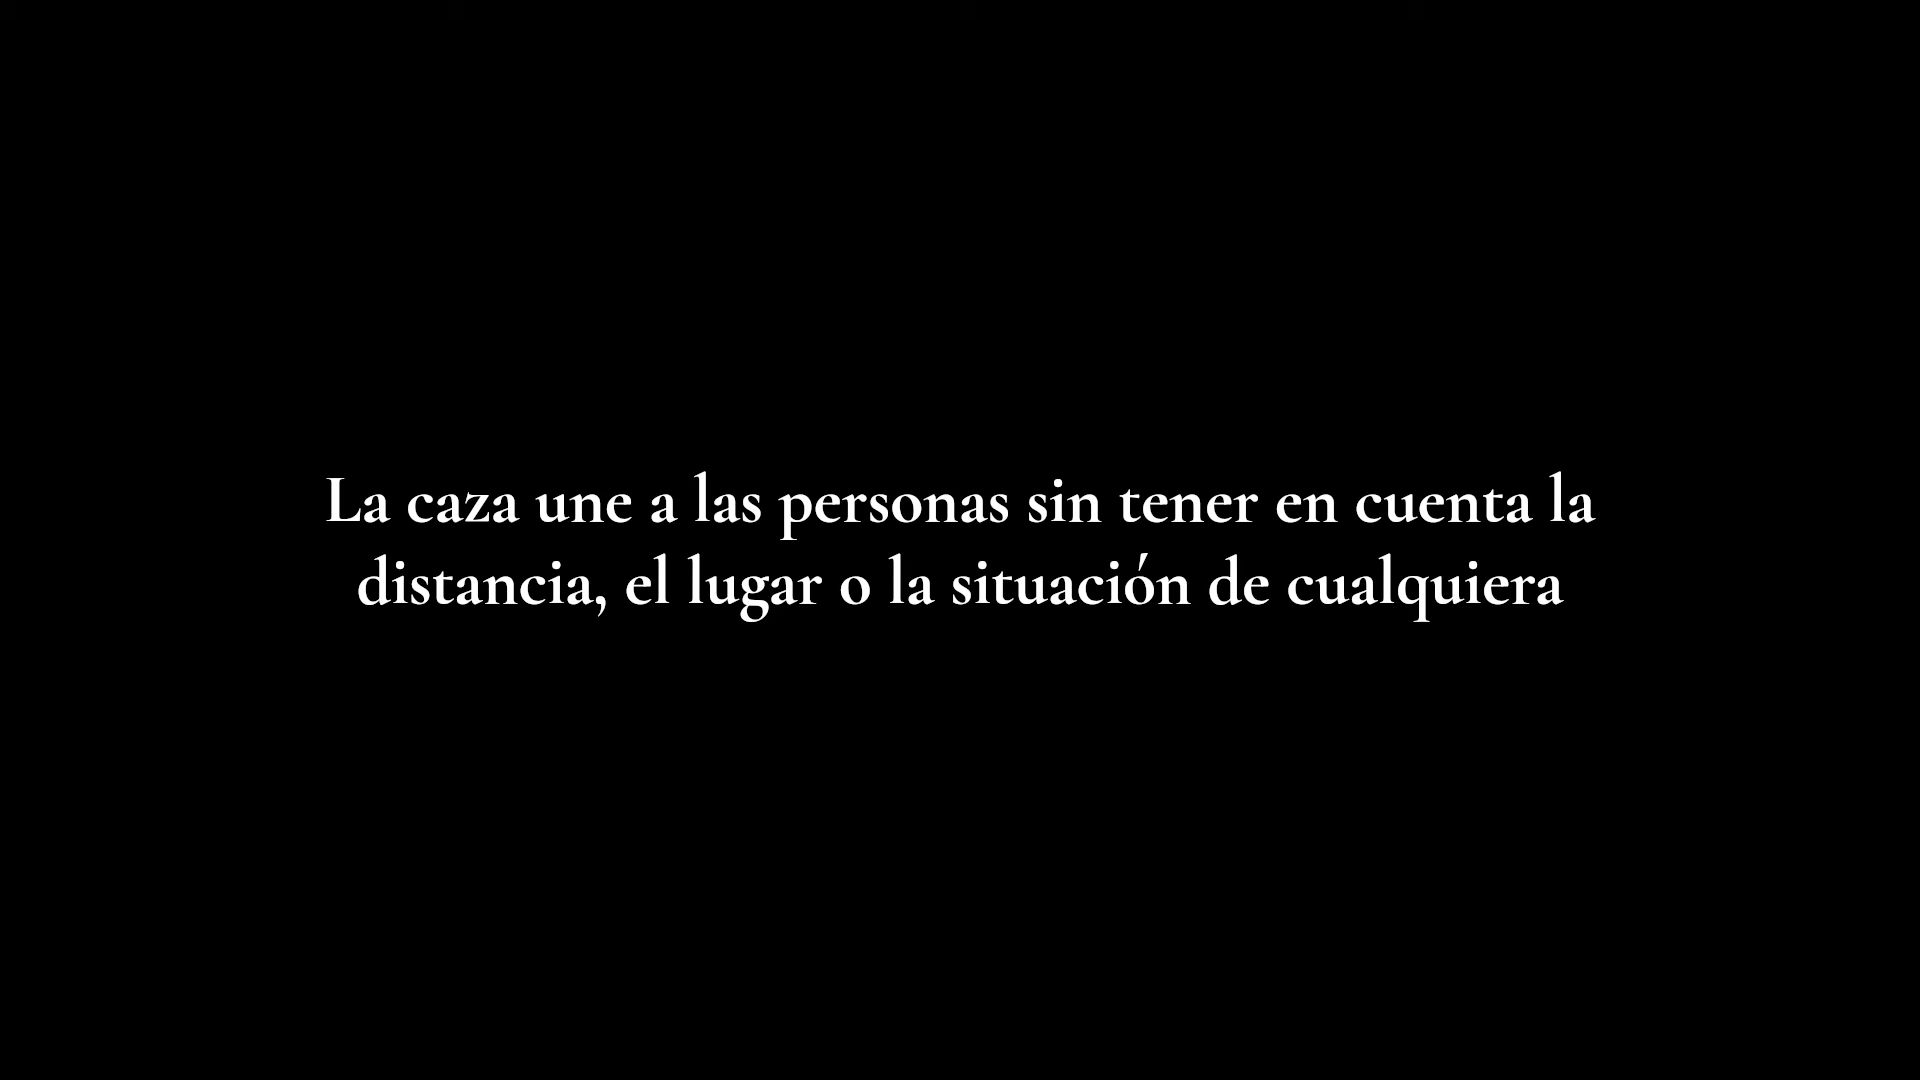 La caza une a las personas sin tener en cuenta la
distancia, el lugar o la situación de cualquiera